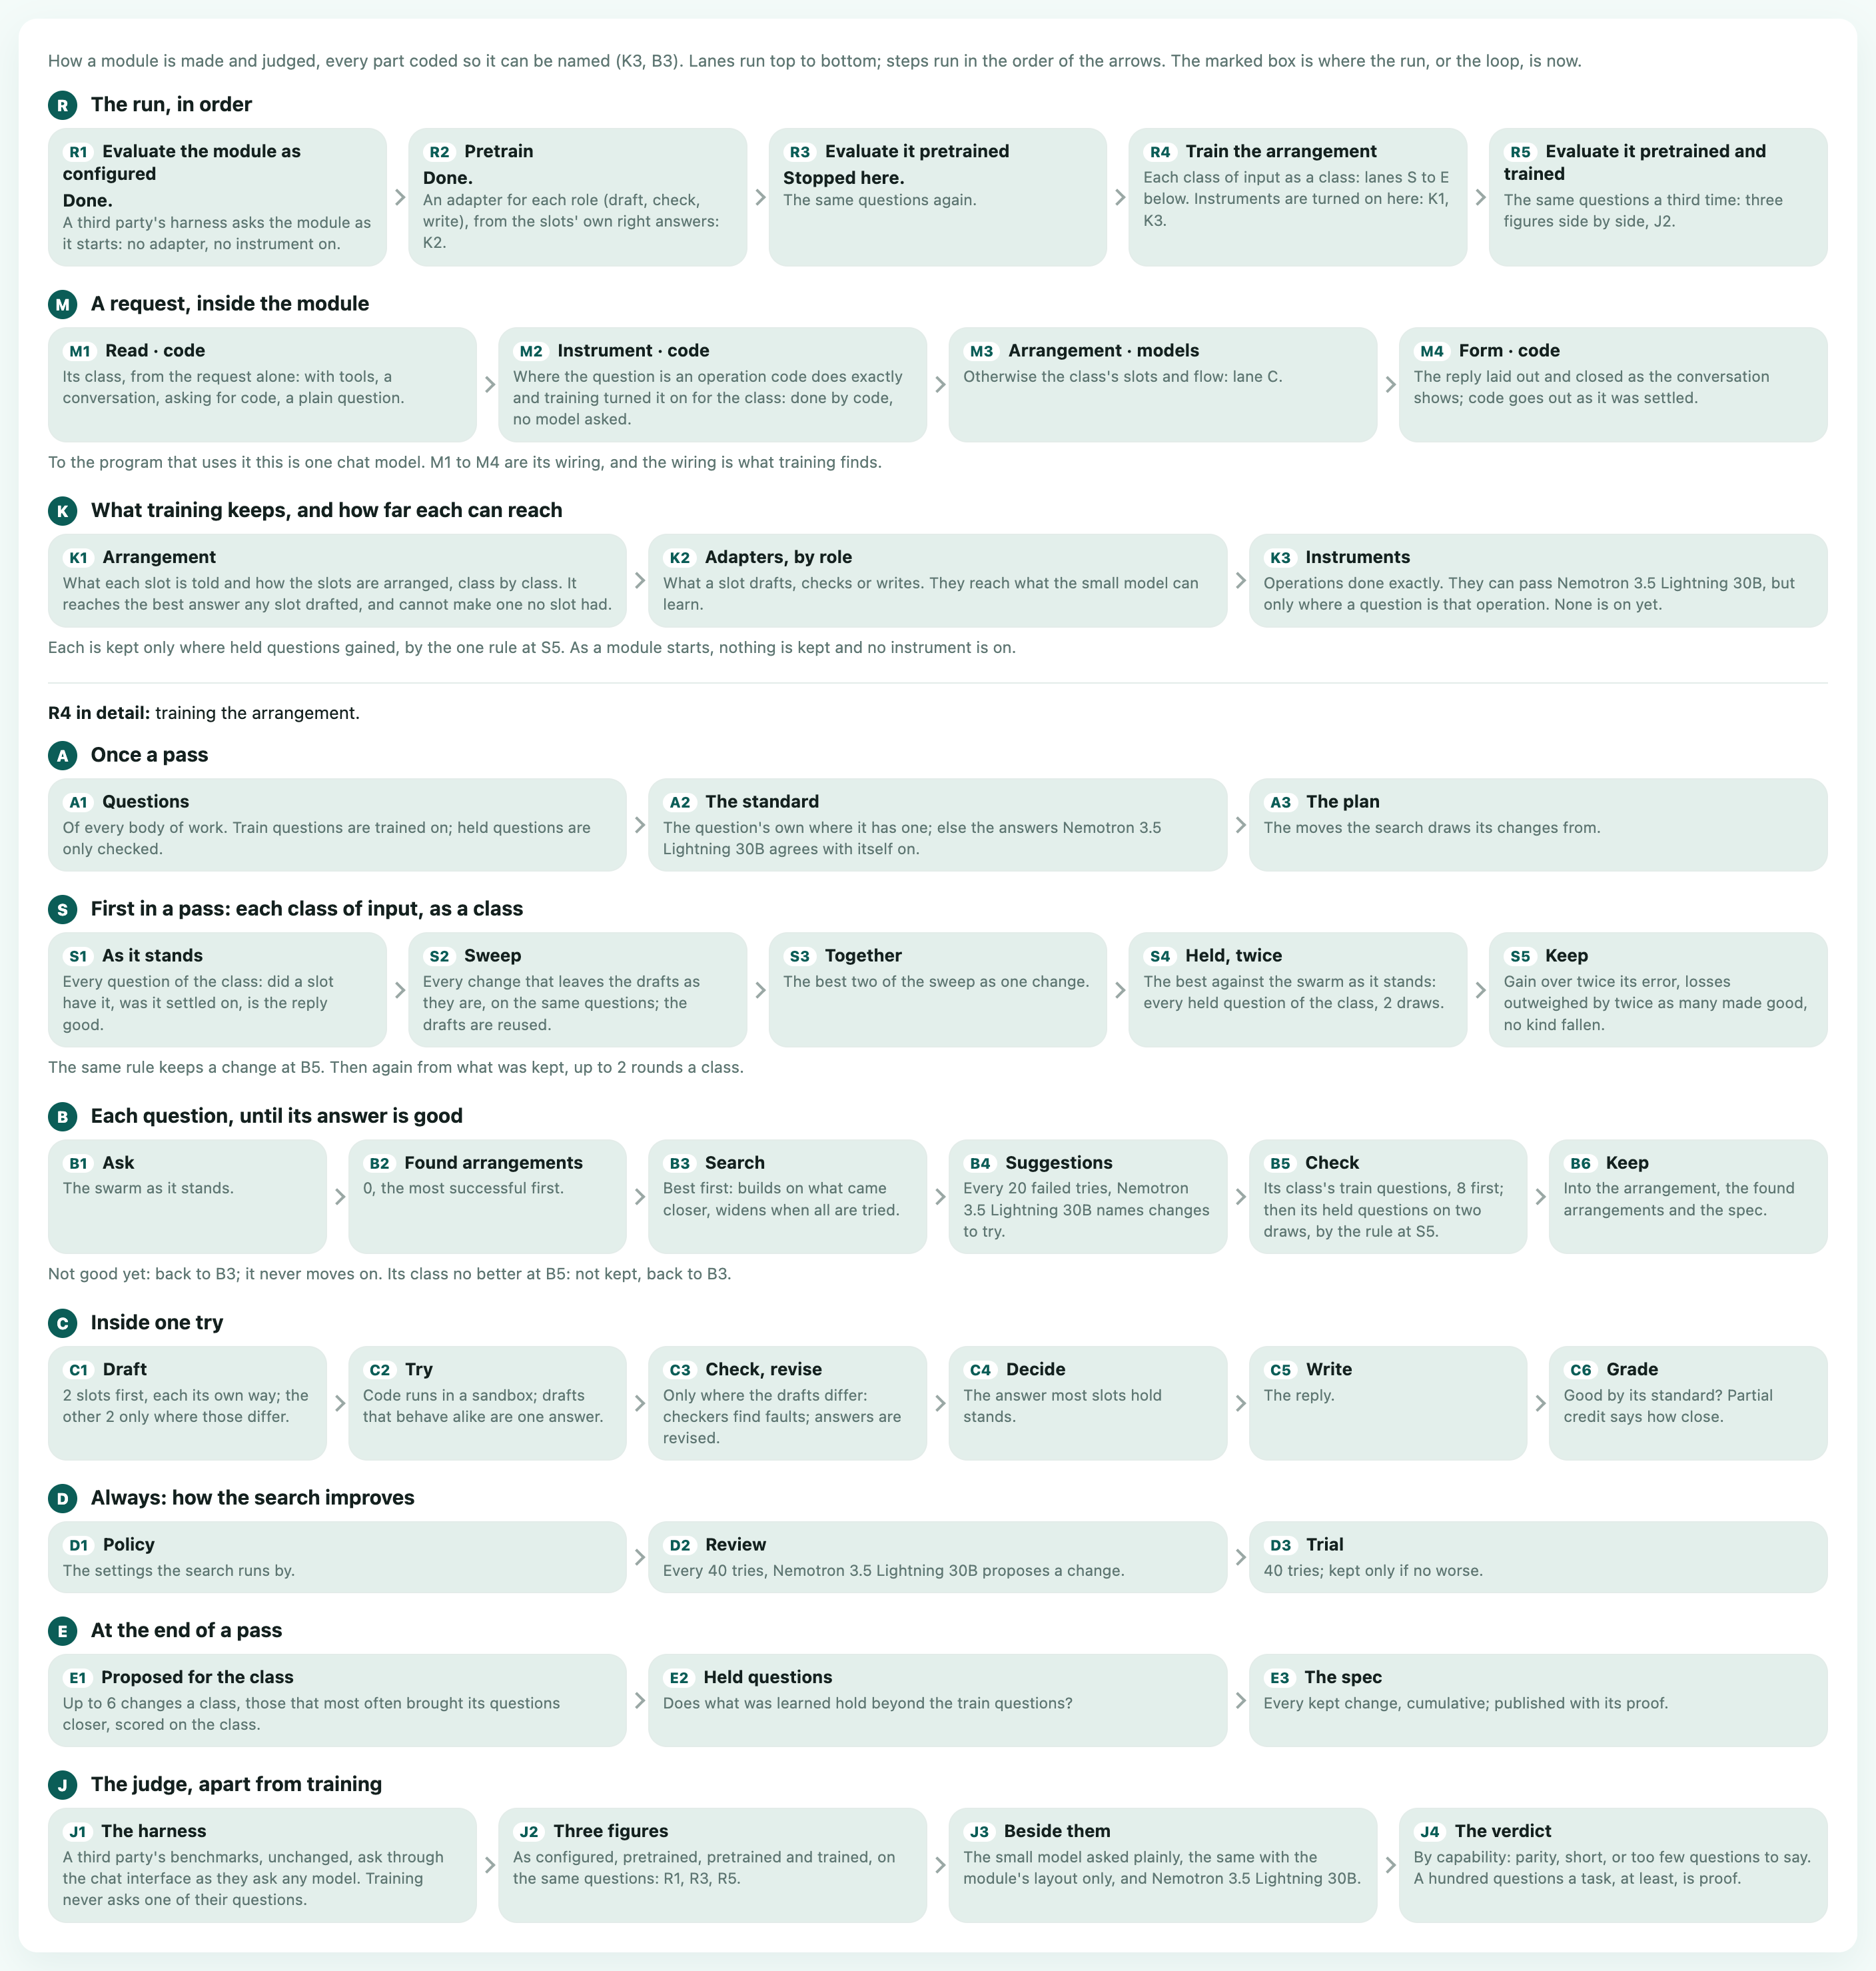 How a module is made and judged, every part coded so it can be named (K3, B3). Lanes run top to bottom; steps run in the order of the arrows. The marked box is where the run, or the loop, is now.
R The run, in order
R1 Evaluate the module as
configured
Done.
A third party's harness asks the module as
it starts: no adapter, no instrument on.
R2 Pretrain
Done.
An adapter for each role (draft, check,
write), from the slots' own right answers:
K2.
R3 Evaluate it pretrained
Stopped here.
The same questions again.
R4 Train the arrangement
Each class of input as a class: lanes S to E
below. Instruments are turned on here: K1,
K3.
R5 Evaluate it pretrained and
trained
The same questions a third time: three
figures side by side, J2.
M A request, inside the module
M1 Read · code
Its class, from the request alone: with tools, a
conversation, asking for code, a plain question.
M2 Instrument · code
Where the question is an operation code does exactly
and training turned it on for the class: done by code,
no model asked.
M3 Arrangement · models
Otherwise the class's slots and flow: lane C.
M4 Form · code
The reply laid out and closed as the conversation
shows; code goes out as it was settled.
To the program that uses it this is one chat model. M1 to M4 are its wiring, and the wiring is what training finds.
K What training keeps, and how far each can reach
K1 Arrangement
What each slot is told and how the slots are arranged, class by class. It
reaches the best answer any slot drafted, and cannot make one no slot had.
K2 Adapters, by role
What a slot drafts, checks or writes. They reach what the small model can
learn.
K3 Instruments
Operations done exactly. They can pass Nemotron 3.5 Lightning 30B, but
only where a question is that operation. None is on yet.
Each is kept only where held questions gained, by the one rule at S5. As a module starts, nothing is kept and no instrument is on.
R4 in detail: training the arrangement.
A Once a pass
A1 Questions
Of every body of work. Train questions are trained on; held questions are
only checked.
A2 The standard
The question's own where it has one; else the answers Nemotron 3.5
Lightning 30B agrees with itself on.
A3 The plan
The moves the search draws its changes from.
S First in a pass: each class of input, as a class
S1 As it stands
Every question of the class: did a slot
have it, was it settled on, is the reply
good.
S2 Sweep
Every change that leaves the drafts as
they are, on the same questions; the
drafts are reused.
S3 Together
The best two of the sweep as one change.
S4 Held, twice
The best against the swarm as it stands:
every held question of the class, 2 draws.
S5 Keep
Gain over twice its error, losses
outweighed by twice as many made good,
no kind fallen.
The same rule keeps a change at B5. Then again from what was kept, up to 2 rounds a class.
B Each question, until its answer is good
B1 Ask
The swarm as it stands.
B2 Found arrangements
0, the most successful first.
B3 Search
Best first: builds on what came
closer, widens when all are tried.
B4 Suggestions
Every 20 failed tries, Nemotron
3.5 Lightning 30B names changes
to try.
B5 Check
Its class's train questions, 8 first;
then its held questions on two
draws, by the rule at S5.
B6 Keep
Into the arrangement, the found
arrangements and the spec.
Not good yet: back to B3; it never moves on. Its class no better at B5: not kept, back to B3.
C Inside one try
C1 Draft
2 slots first, each its own way; the
other 2 only where those differ.
C2 Try
Code runs in a sandbox; drafts
that behave alike are one answer.
C3 Check, revise
Only where the drafts differ:
checkers find faults; answers are
revised.
C4 Decide
The answer most slots hold
stands.
C5 Write
The reply.
C6 Grade
Good by its standard? Partial
credit says how close.
D Always: how the search improves
D1 Policy
The settings the search runs by.
D2 Review
Every 40 tries, Nemotron 3.5 Lightning 30B proposes a change.
D3 Trial
40 tries; kept only if no worse.
E At the end of a pass
E1 Proposed for the class
Up to 6 changes a class, those that most often brought its questions
closer, scored on the class.
E2 Held questions
Does what was learned hold beyond the train questions?
E3 The spec
Every kept change, cumulative; published with its proof.
J The judge, apart from training
J1 The harness
A third party's benchmarks, unchanged, ask through
the chat interface as they ask any model. Training
never asks one of their questions.
J2 Three figures
As configured, pretrained, pretrained and trained, on
the same questions: R1, R3, R5.
J3 Beside them
The small model asked plainly, the same with the
module's layout only, and Nemotron 3.5 Lightning 30B.
J4 The verdict
By capability: parity, short, or too few questions to say.
A hundred questions a task, at least, is proof.